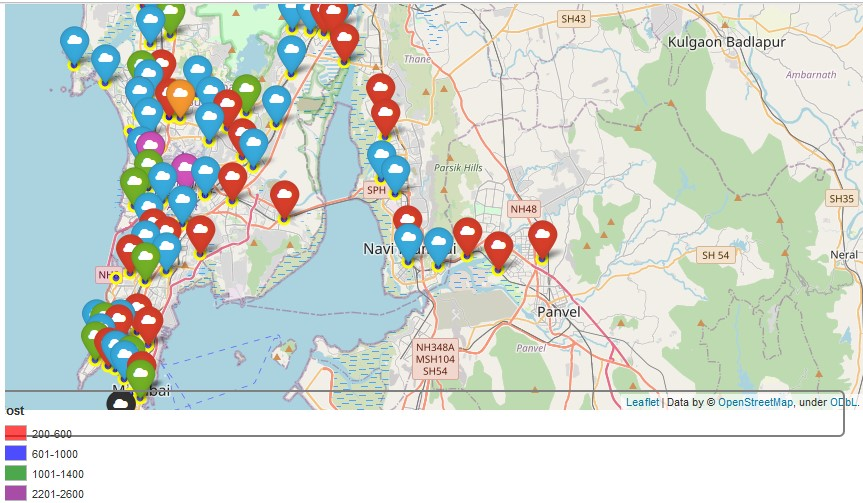 SH43
Kulgaon Badlapur
Thane
Ambarnath
Parsik Hills
SPH
NH48
SH35
Navi
SH 54
Neral
Panvel
Panvel
NH348A
MSH104
SH54
Leaflet | Data by © OpenStreetMap, under ODbL.
ost
200-600
601-1000
1001-1400
2201-2600